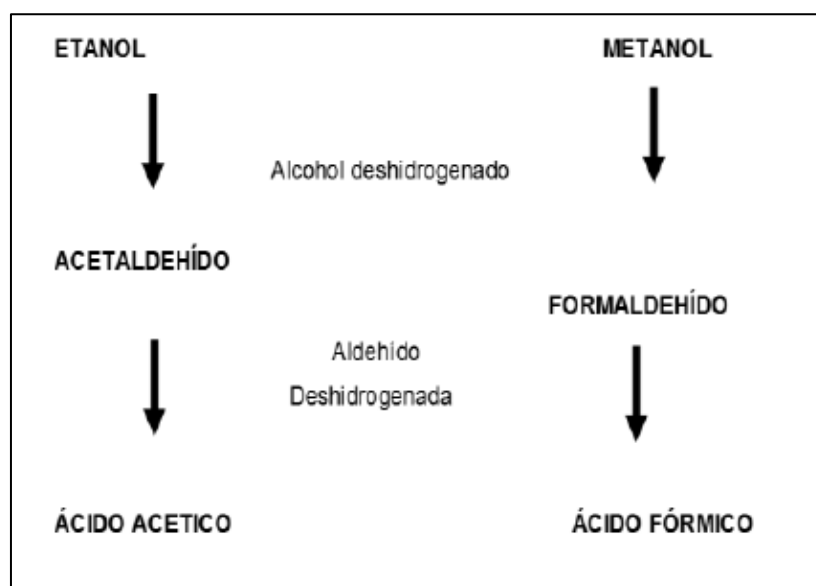 ETANOL METANOL
Alcohol deshidrogenado
ACETALDEHÍDO
FORMALDEHÍDO
Aldehído
Deshidrogenada
ÁCIDO ACETICO ÁCIDO FÓRMICO